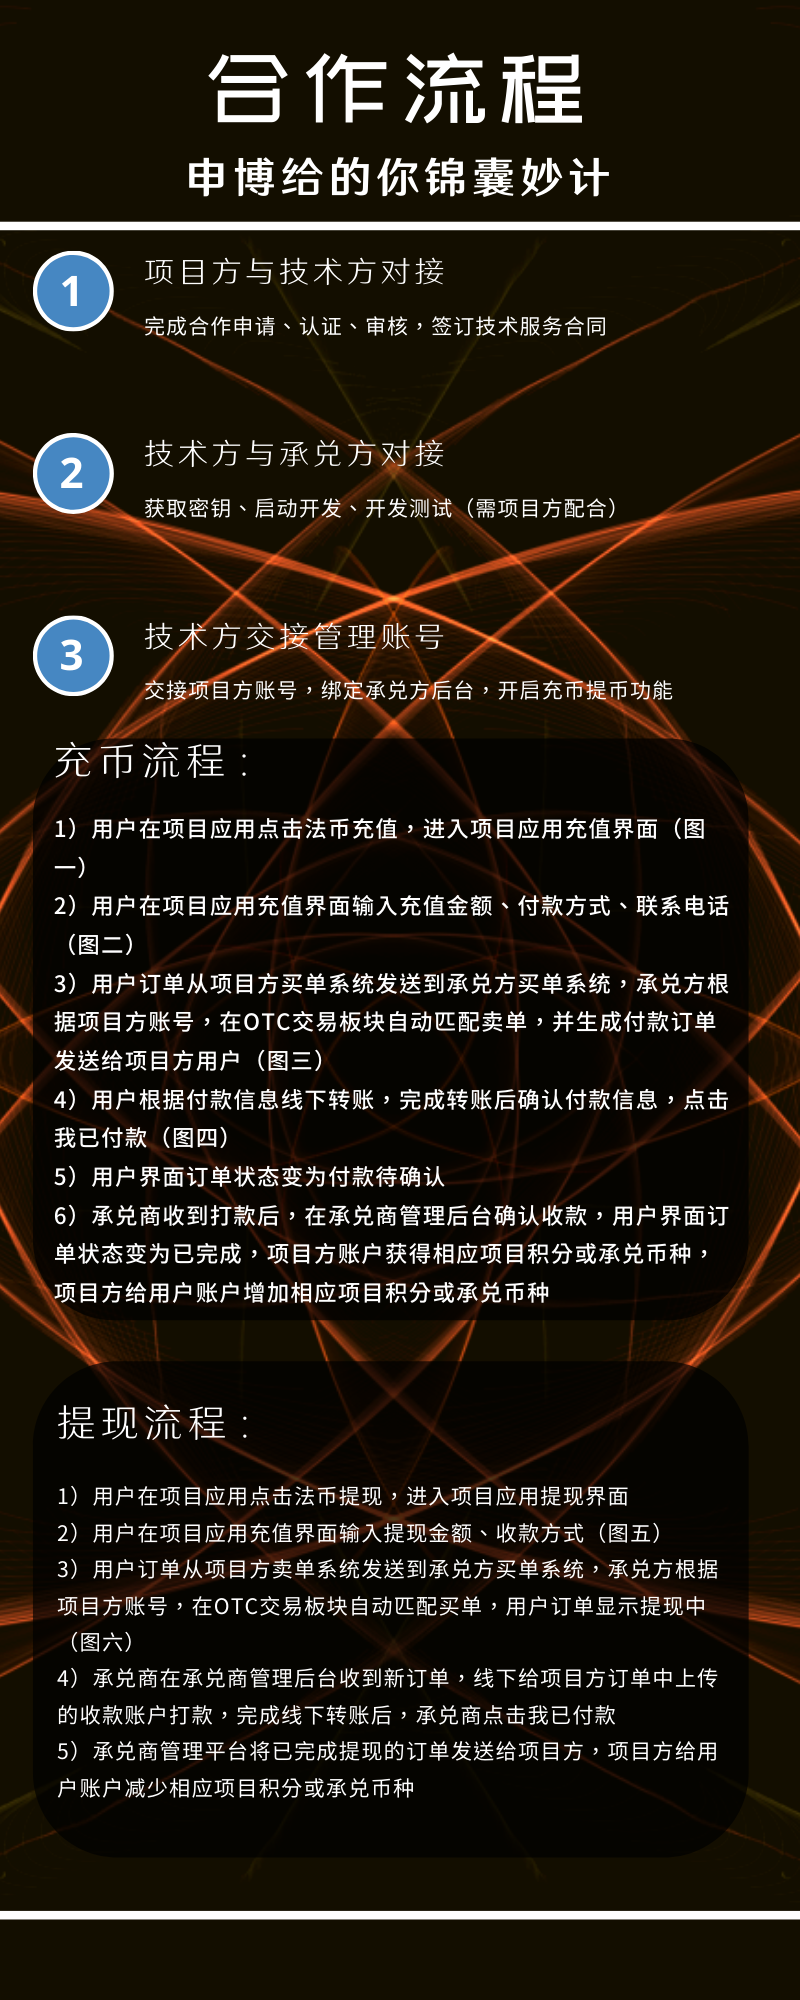 合作流程
申博给的你锦囊妙计
1
项目方与技术方对接
完成合作申请、认证、审核，签订技术服务合同
2
技术方与承兑方对接
获取密钥、启动开发、开发测试（需项目方配合）
3
技术方交接管理账号
交接项目方账号，绑定承兑方后台，开启充币提币功能
充币流程：
1）用户在项目应用点击法币充值，进入项目应用充值界面（图
一）
2）用户在项目应用充值界面输入充值金额、付款方式、联系电话
（图二）
3）用户订单从项目方买单系统发送到承兑方买单系统，承兑方根
据项目方账号，在OTC交易板块自动匹配卖单，并生成付款订单
发送给项目方用户（图三）
4）用户根据付款信息线下转账，完成转账后确认付款信息，点击
我已付款（图四）
5）用户界面订单状态变为付款待确认
6）承兑商收到打款后，在承兑商管理后台确认收款，用户界面订
单状态变为已完成，项目方账户获得相应项目积分或承兑币种，
项目方给用户账户增加相应项目积分或承兑币种
提现流程：
1）用户在项目应用点击法币提现，进入项目应用提现界面
2）用户在项目应用充值界面输入提现金额、收款方式（图五）
3）用户订单从项目方卖单系统发送到承兑方买单系统，承兑方根据
项目方账号，在OTC交易板块自动匹配买单，用户订单显示提现中
（图六）
4）承兑商在承兑商管理后台收到新订单，线下给项目方订单中上传
的收款账户打款，完成线下转账后，承兑商点击我已付款
5）承兑商管理平台将已完成提现的订单发送给项目方，项目方给用
户账户减少相应项目积分或承兑币种